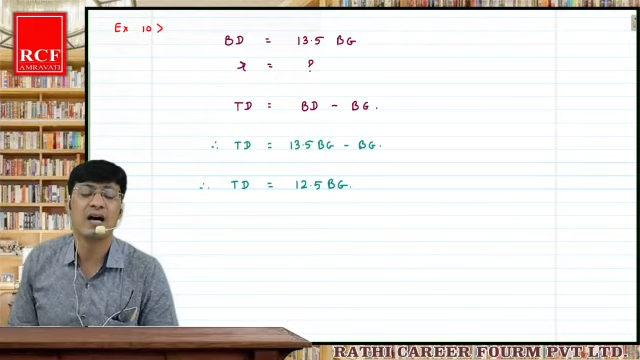 Ex 10>
BD = 13.5 BG
r = ?
TD = BD - BG.
∴ TD = 13.5 BG - BG.
∴ TD = 12.5 BG.
RCF
AMRAVATI
RATHI CAREER FOURM PVT LTD